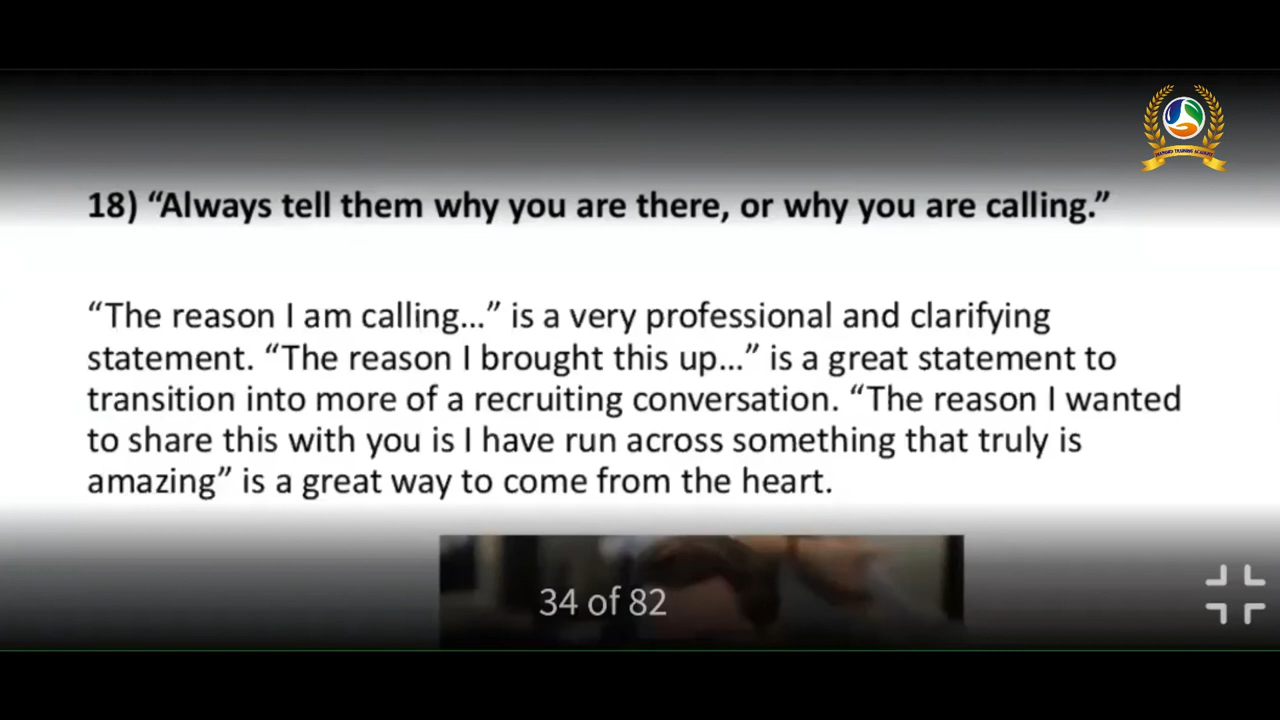 18) “Always tell them why you are there, or why you are calling.”
“The reason I am calling...” is a very professional and clarifying
statement. “The reason I brought this up...” is a great statement to
transition into more of a recruiting conversation. “The reason I wanted
to share this with you is I have run across something that truly is
amazing” is a great way to come from the heart.
34 of 82